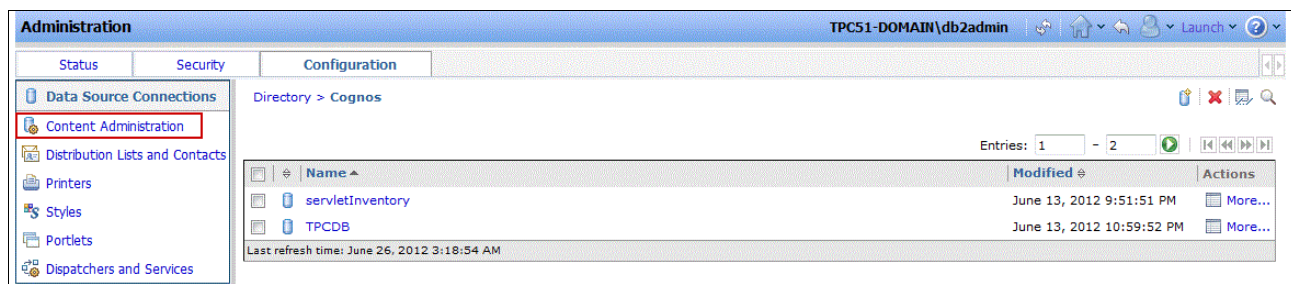 Administration TPC51-DOMAIN\db2admin Launch
Status Security Configuration
Data Source Connections Directory > Cognos
Content Administration
Distribution Lists and Contacts Entries: 1 - 2
Printers Name Modified Actions
Styles servletInventory June 13, 2012 9:51:51 PM More...
Portlets TPCDB June 13, 2012 10:59:52 PM More...
Last refresh time: June 26, 2012 3:18:54 AM
Dispatchers and Services